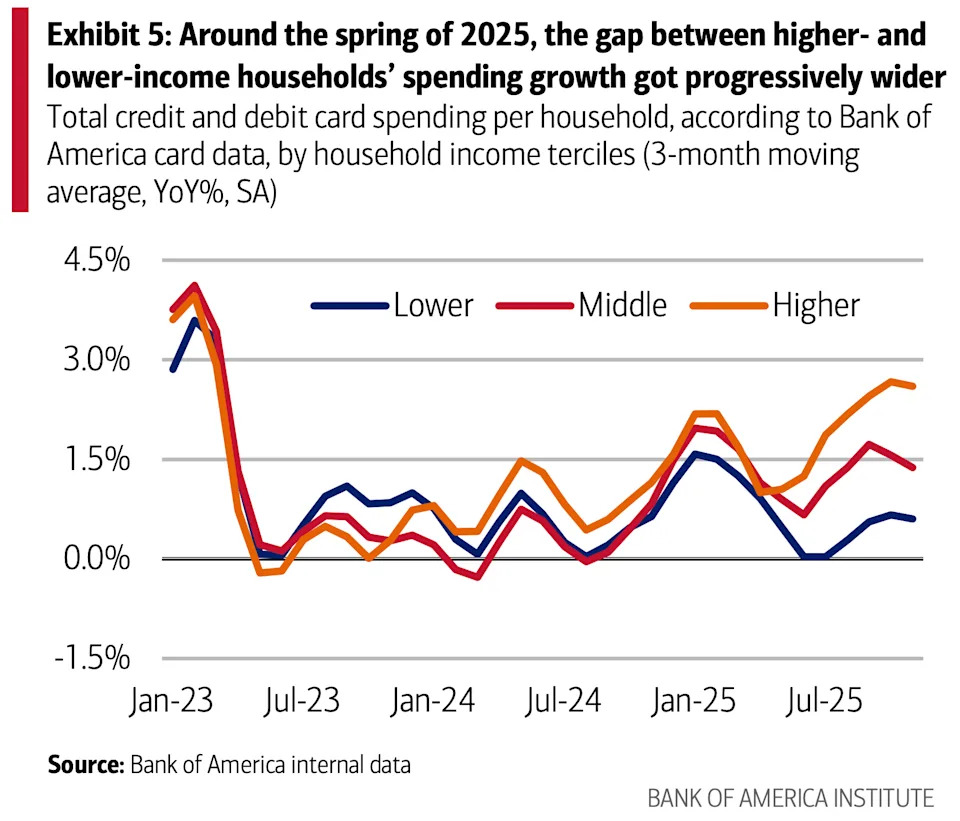 Exhibit 5: Around the spring of 2025, the gap between higher- and
lower-income households’ spending growth got progressively wider
Total credit and debit card spending per household, according to Bank of
America card data, by household income terciles (3-month moving
average, YoY%, SA)
4.5%
Lower Middle Higher
3.0%
1.5%
0.0%
-1.5%
Jan-23 Jul-23 Jan-24 Jul-24 Jan-25 Jul-25
Source: Bank of America internal data
BANK OF AMERICA INSTITUTE